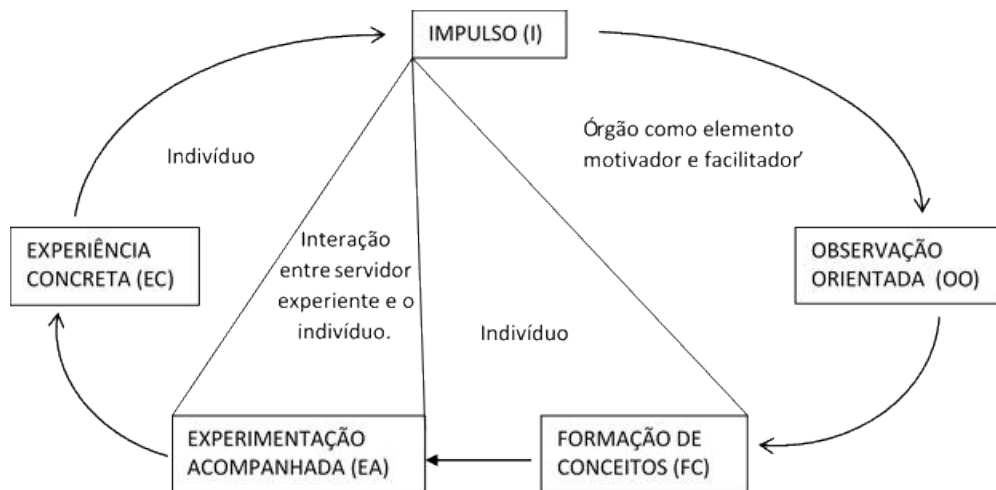 IMPULSO (I)
Órgão como elemento
motivador e facilitador’
Indivíduo
EXPERIÊNCIA
CONCRETA (EC)
Interação
entre servidor
experiente e o
indivíduo.
OBSERVAÇÃO
ORIENTADA (OO)
Indivíduo
EXPERIMENTAÇÃO
ACOMPANHADA (EA)
FORMAÇÃO DE
CONCEITOS (FC)